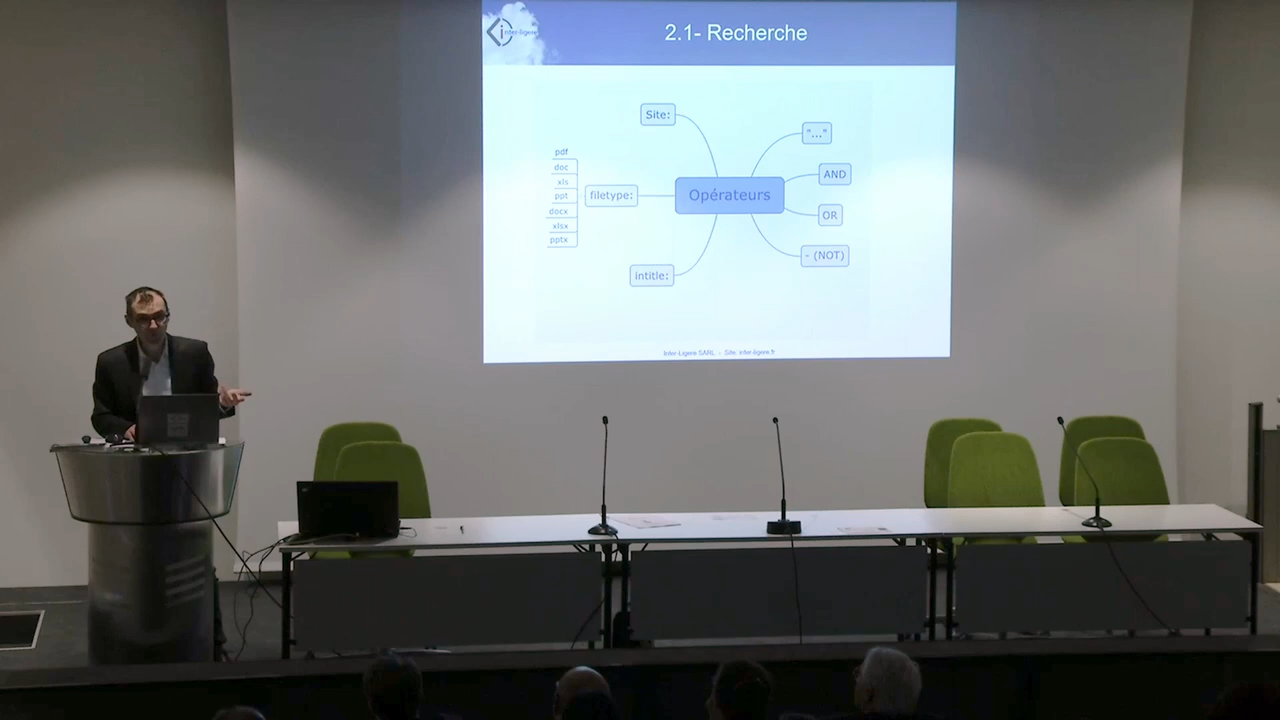 inter-ligere
2.1- Recherche
Site:
"..."
pdf
doc
xls
ppt
docx
xlsx
pptx
filetype:
Opérateurs
AND
OR
- (NOT)
intitle:
Inter-Ligere SARL - Site: inter-ligere.fr